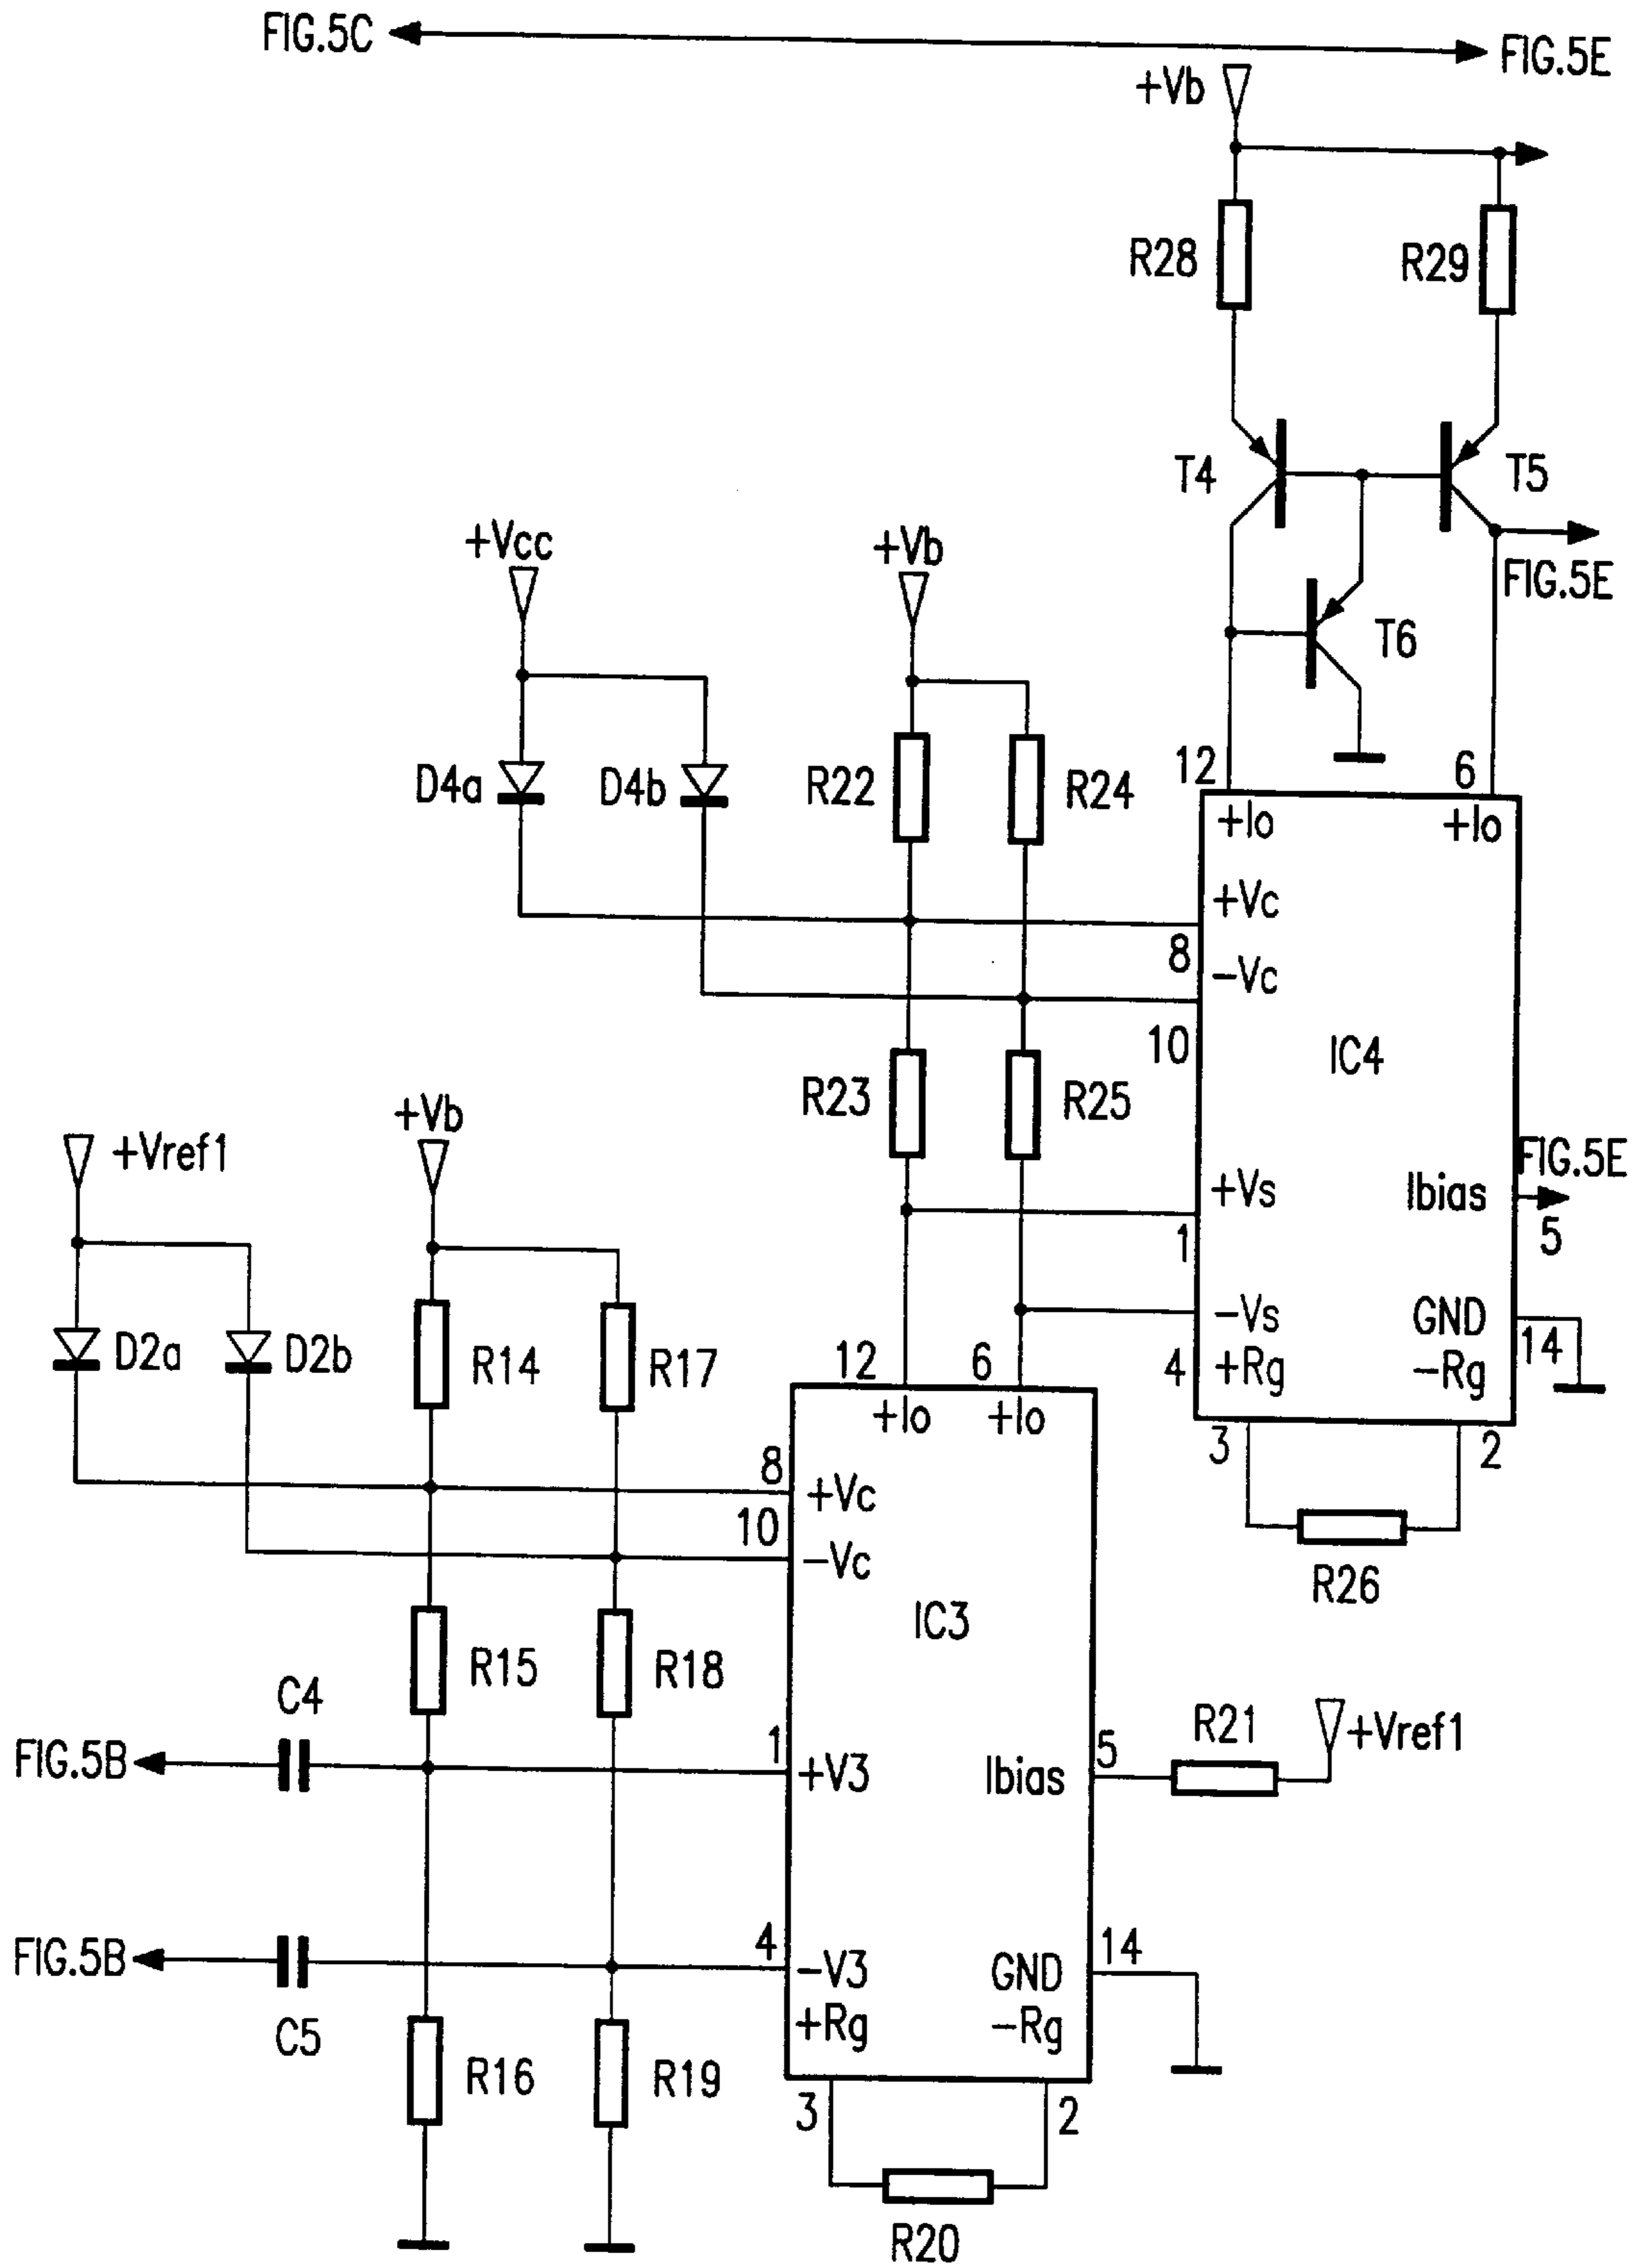 FIG.5C
FIG.5E
+Vb
R28
R29
T4
T5
+Vcc
+Vb
FIG.5E
T6
D4a
D4b
R22
R24
12
6
+Io
+Io
+Vc
8
-Vc
10
IC4
R23
R25
+Vb
+Vref1
FIG.5E
+Vs
Ibias
1
5
-Vs
GND
D2a
D2b
R14
R17
12
6
4
+Rg
-Rg
14
+Io
+Io
3
2
8
+Vc
10
-Vc
R26
IC3
R15
R18
C4
R21
+Vref1
FIG.5B
1
+V3
Ibias
5
FIG.5B
4
-V3
GND
14
C5
+Rg
-Rg
R16
R19
3
2
R20